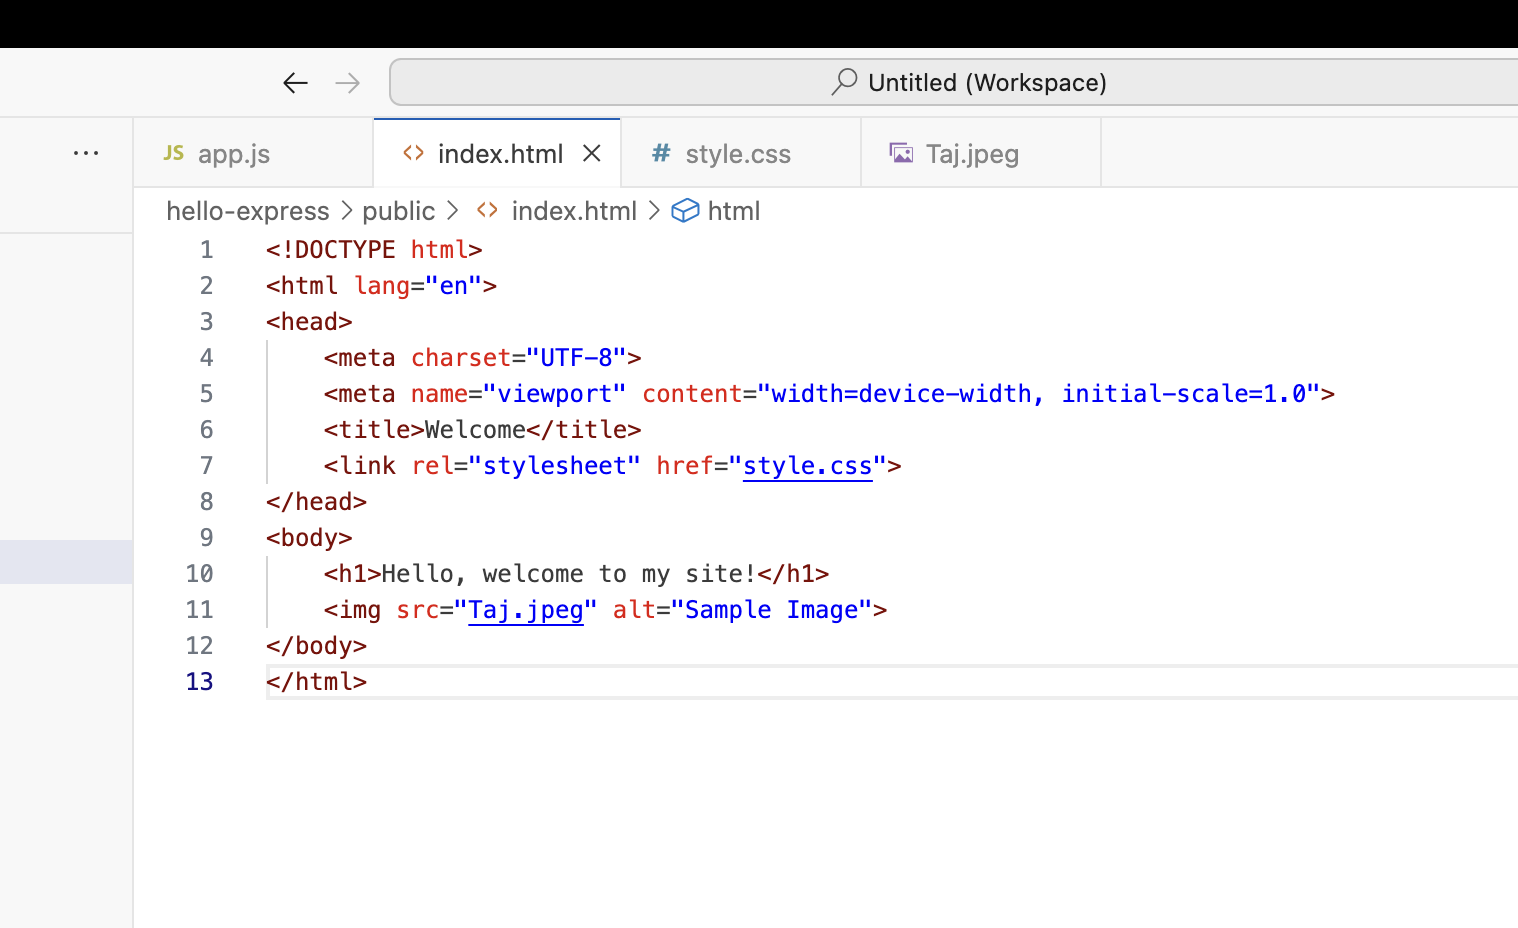 Untitled (Workspace)
... JS app.js <> index.html × # style.css Taj.jpeg
hello-express > public > <> index.html > html
1 <!DOCTYPE html>
2 <html lang="en">
3 <head>
4     <meta charset="UTF-8">
5     <meta name="viewport" content="width=device-width, initial-scale=1.0">
6     <title>Welcome</title>
7     <link rel="stylesheet" href="style.css">
8 </head>
9 <body>
10     <h1>Hello, welcome to my site!</h1>
11     <img src="Taj.jpeg" alt="Sample Image">
12 </body>
13 </html>